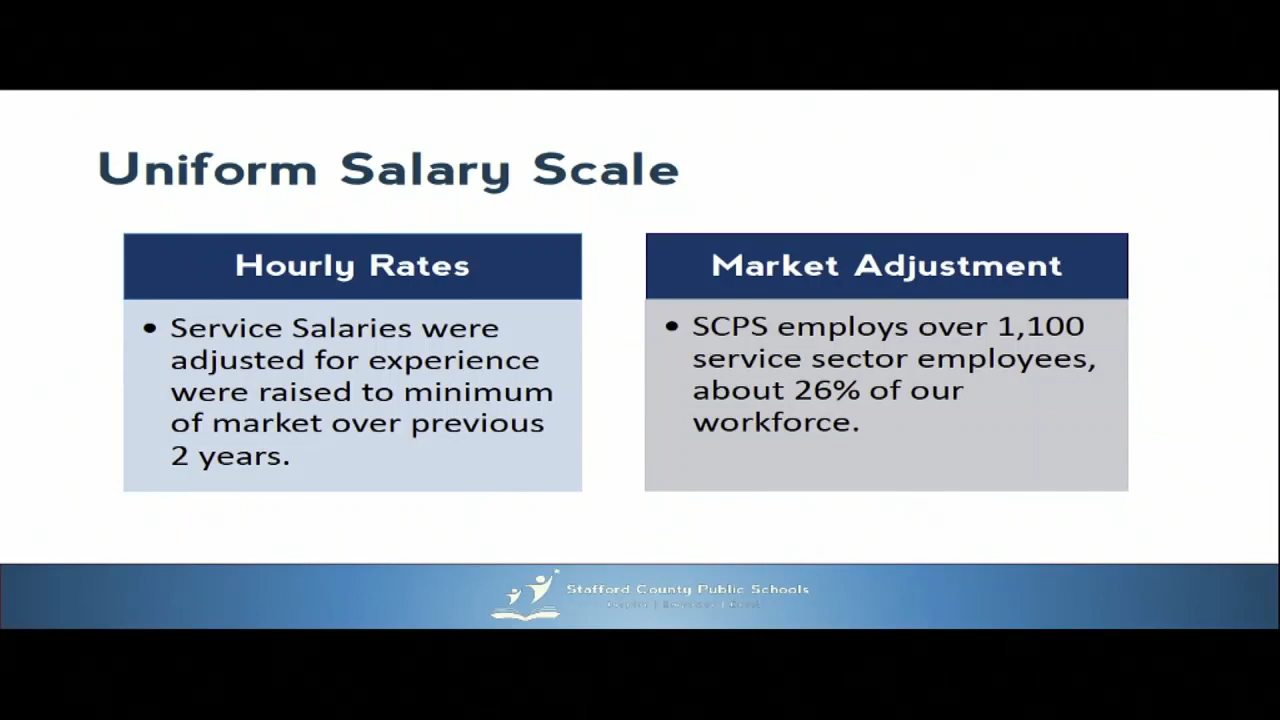 Uniform Salary Scale
Hourly Rates
• Service Salaries were
adjusted for experience
were raised to minimum
of market over previous
2 years.
Market Adjustment
• SCPS employs over 1,100
service sector employees,
about 26% of our
workforce.
Stafford County Public Schools